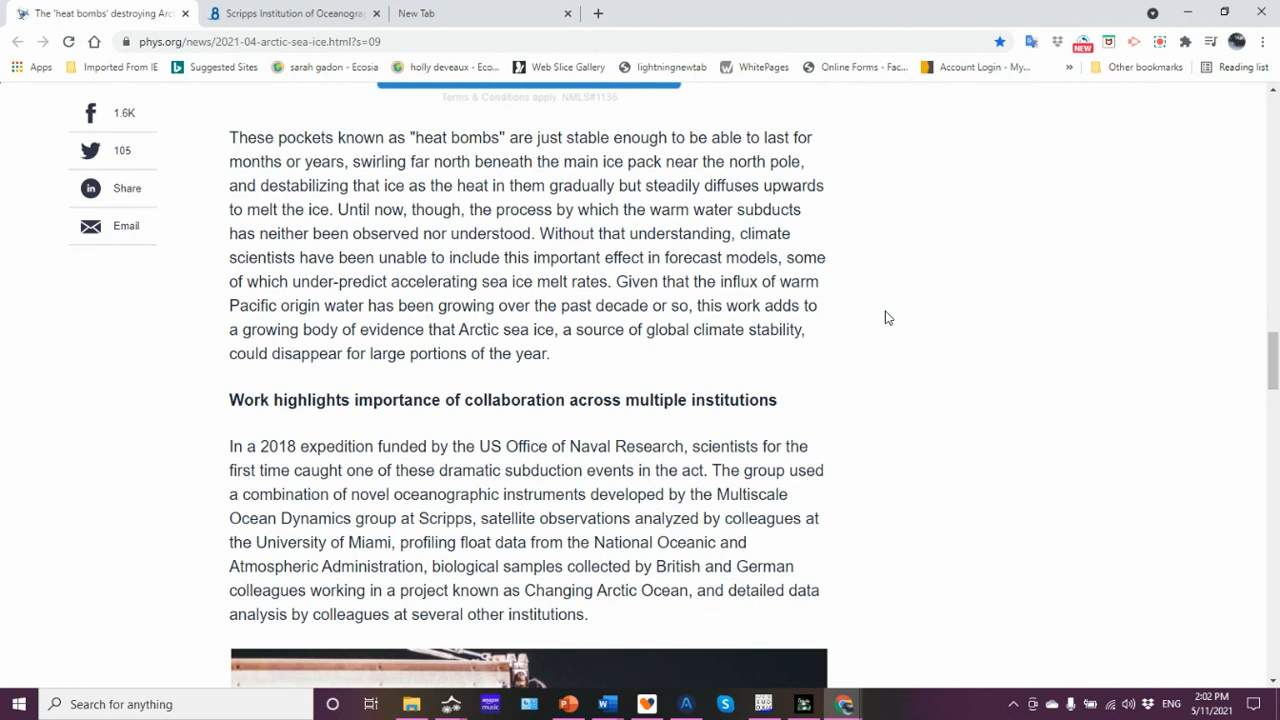 The 'heat bombs' destroying Arc
Scripps Institution of Oceanogra
New Tab
phys.org/news/2021-04-arctic-sea-ice.html?s=09
NEW
Apps
Imported From IE
Suggested Sites
sarah gadon - Ecosia
holly deveaux - Eco...
Web Slice Gallery
lightningnewtab
WhitePages
Online Forms - Fac...
Account Login - My...
»
Other bookmarks
Reading list
Terms & Conditions apply. NMLS#1136
1.6K
105
Share
Email
These pockets known as "heat bombs" are just stable enough to be able to last for
months or years, swirling far north beneath the main ice pack near the north pole,
and destabilizing that ice as the heat in them gradually but steadily diffuses upwards
to melt the ice. Until now, though, the process by which the warm water subducts
has neither been observed nor understood. Without that understanding, climate
scientists have been unable to include this important effect in forecast models, some
of which under-predict accelerating sea ice melt rates. Given that the influx of warm
Pacific origin water has been growing over the past decade or so, this work adds to
a growing body of evidence that Arctic sea ice, a source of global climate stability,
could disappear for large portions of the year.
Work highlights importance of collaboration across multiple institutions
In a 2018 expedition funded by the US Office of Naval Research, scientists for the
first time caught one of these dramatic subduction events in the act. The group used
a combination of novel oceanographic instruments developed by the Multiscale
Ocean Dynamics group at Scripps, satellite observations analyzed by colleagues at
the University of Miami, profiling float data from the National Oceanic and
Atmospheric Administration, biological samples collected by British and German
colleagues working in a project known as Changing Arctic Ocean, and detailed data
analysis by colleagues at several other institutions.
Type here to search
amazon
music
ENG
2:02 PM
5/11/2021